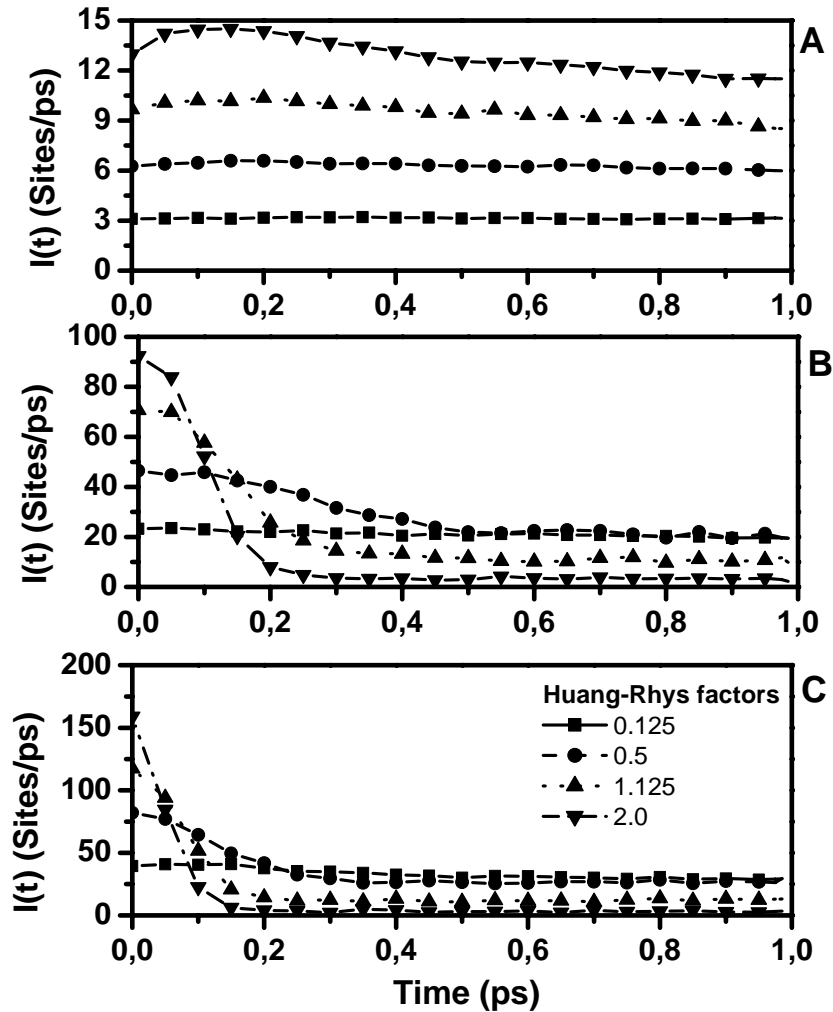 A
I(t) (Sites/ps)
15
12
9
6
3
0
0,0 0,2 0,4 0,6 0,8 1,0
B
I(t) (Sites/ps)
100
80
60
40
20
0
0,0 0,2 0,4 0,6 0,8 1,0
C
I(t) (Sites/ps)
200
150
100
50
0
Huang-Rhys factors
0.125
0.5
1.125
2.0
0,0 0,2 0,4 0,6 0,8 1,0
Time (ps)